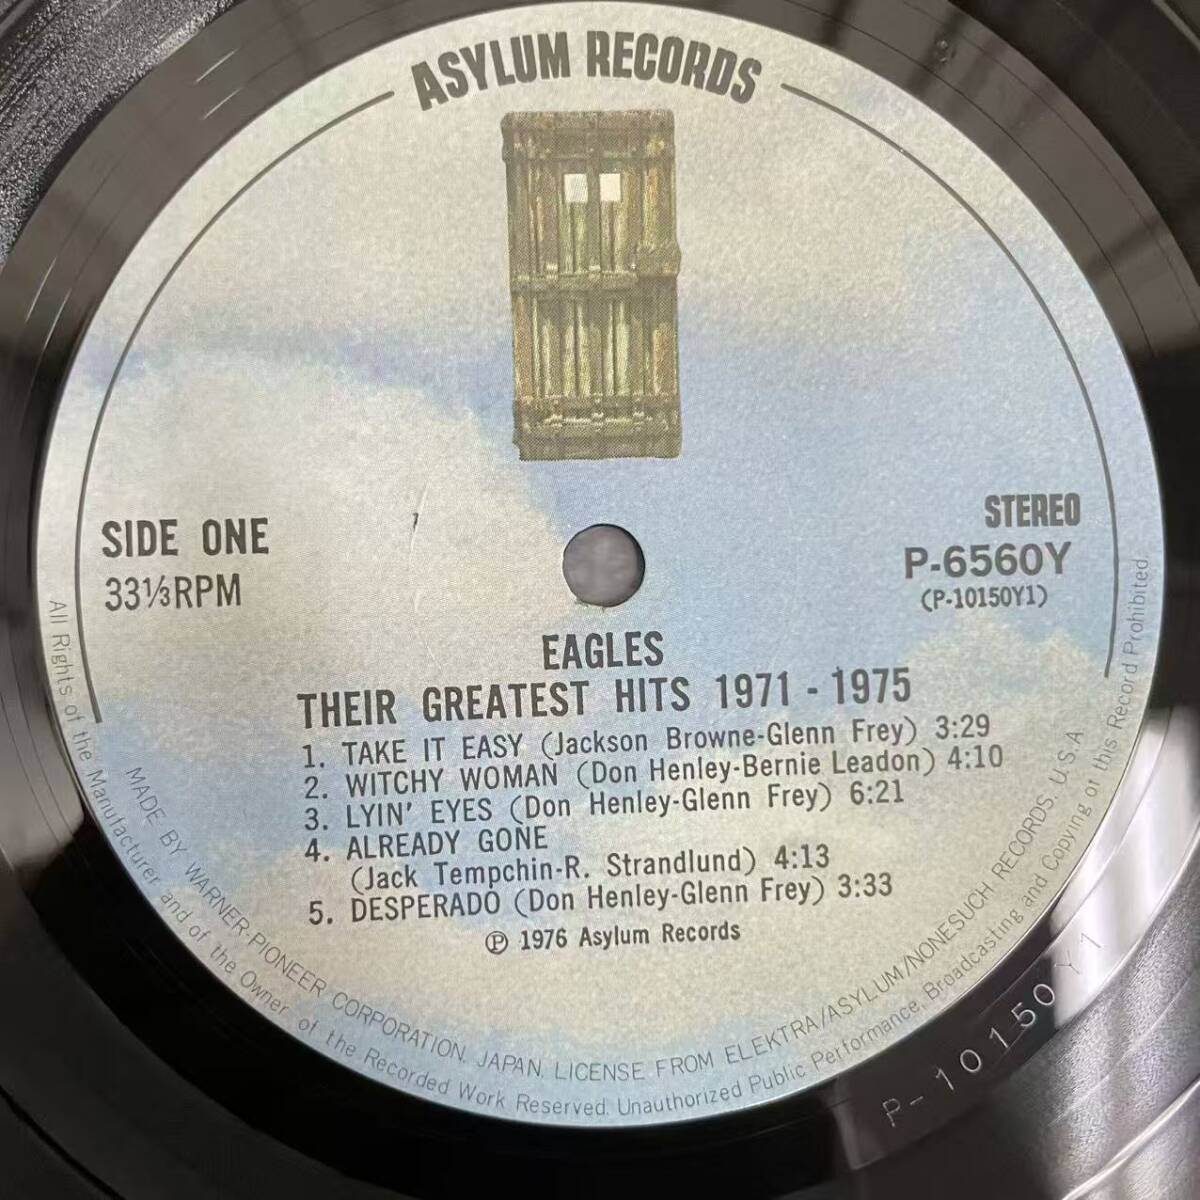 ASYLUM RECORDS
SIDE ONE
33⅓RPM
STEREO
P-6560Y
(P-10150Y1)
EAGLES
THEIR GREATEST HITS 1971 - 1975
1. TAKE IT EASY (Jackson Browne-Glenn Frey) 3:29
2. WITCHY WOMAN (Don Henley-Bernie Leadon) 4:10
3. LYIN' EYES (Don Henley-Glenn Frey) 6:21
4. ALREADY GONE
(Jack Tempchin-R. Strandlund) 4:13
5. DESPERADO (Don Henley-Glenn Frey) 3:33
℗ 1976 Asylum Records
MADE BY WARNER-PIONEER CORPORATION. JAPAN. LICENSE FROM ELEKTRA/ASYLUM/NONESUCH RECORDS. U.S.A
All Rights of the Manufacturer and of the Owner of the Recorded Work Reserved. Unauthorized Public Performance, Broadcasting and Copying of this Record Prohibited.
P-10150Y1